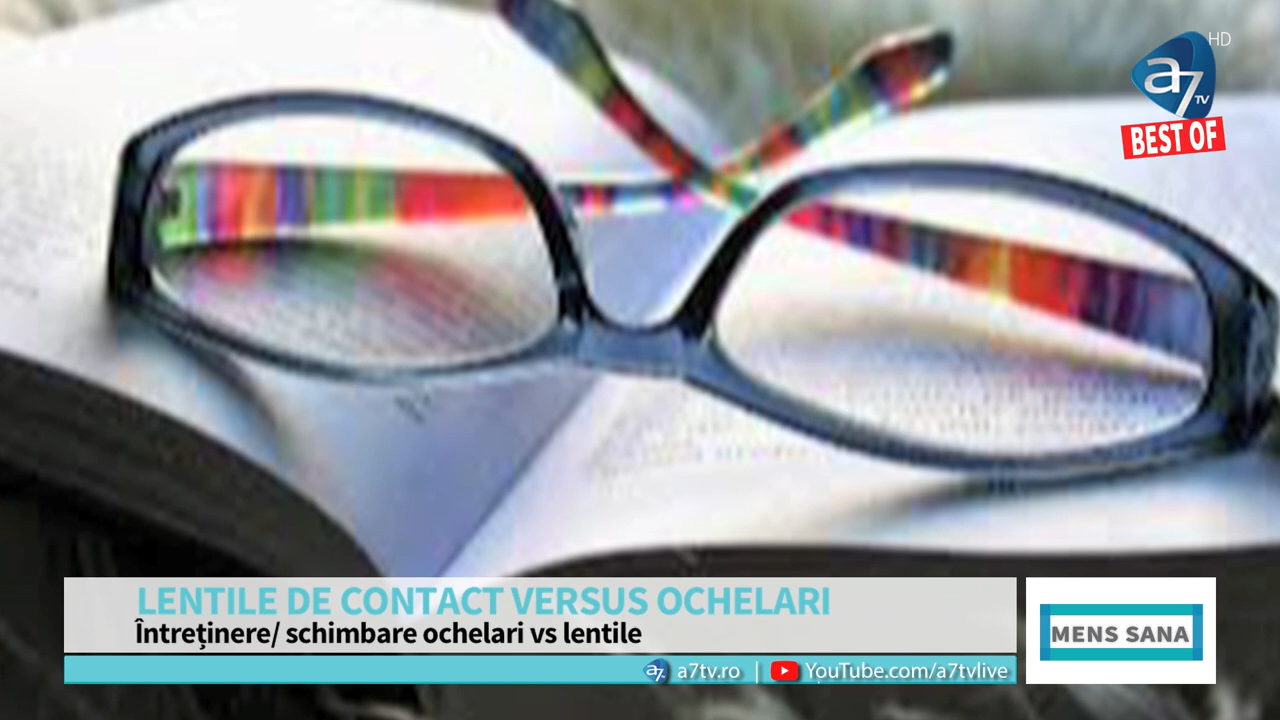 HD
a7
TV
BEST OF
LENTILE DE CONTACT VERSUS OCHELARI
Întreținere/ schimbare ochelari vs lentile
MENS SANA
a7 a7tv.ro | YouTube.com/a7tvlive